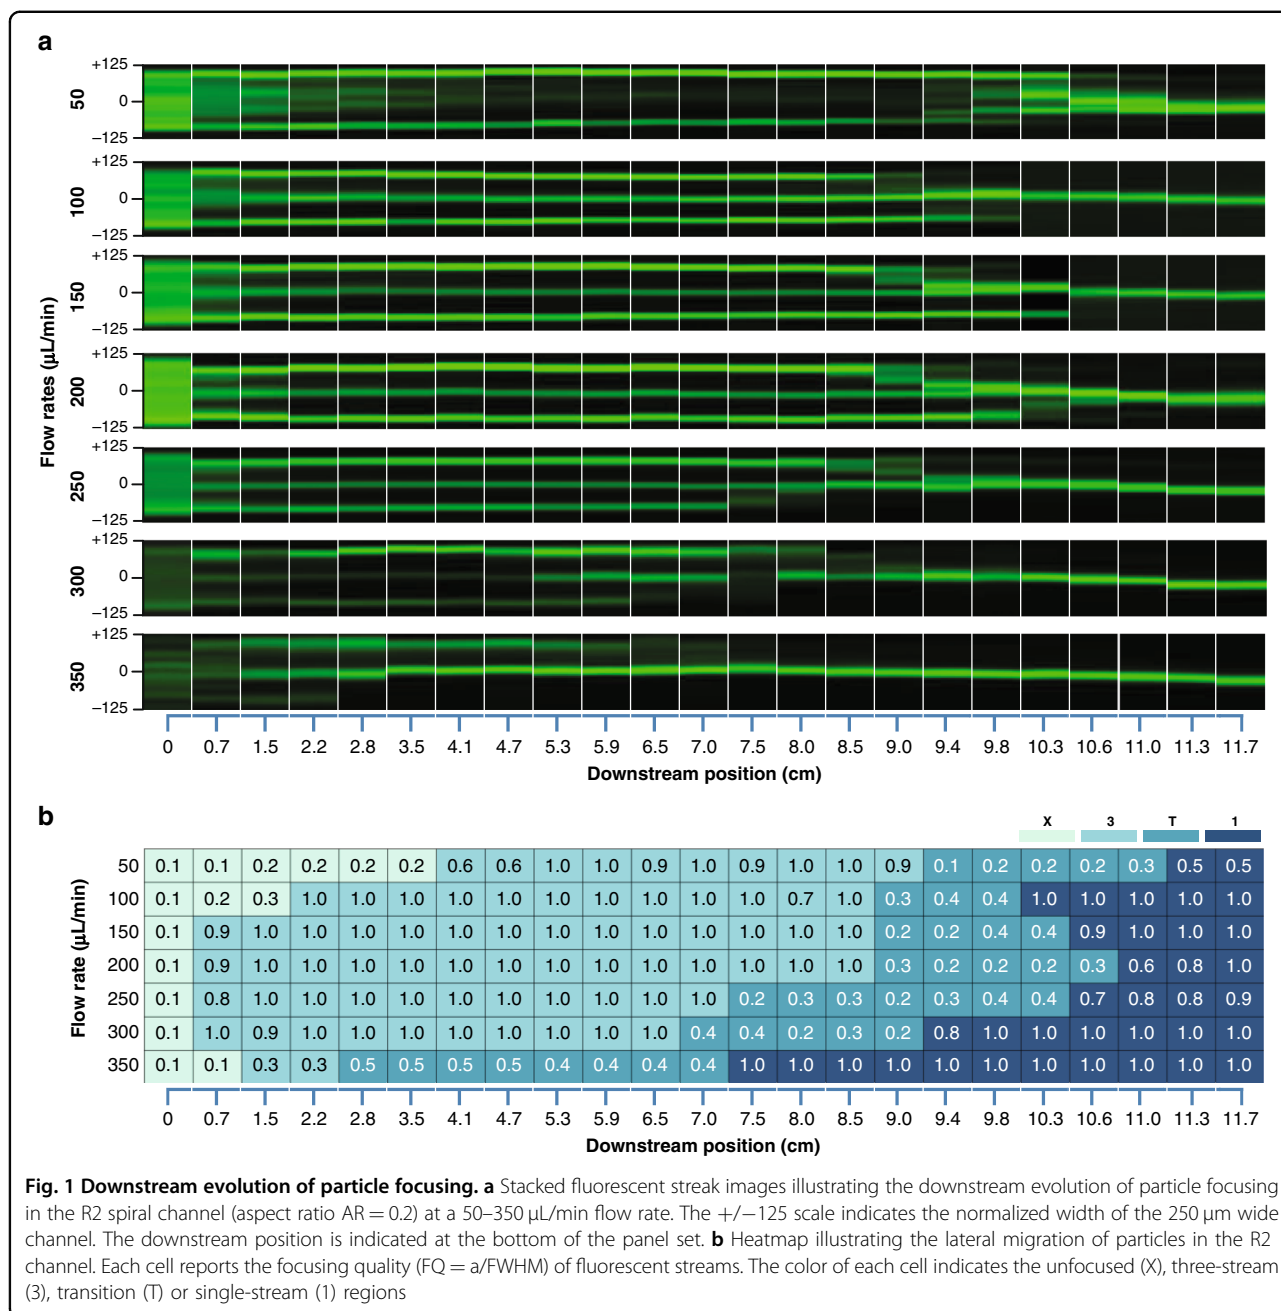 a
+125
0
−125
50
+125
0
−125
100
+125
0
−125
150
+125
0
−125
200
+125
0
−125
250
+125
0
−125
300
+125
0
−125
350
Flow rates (µL/min)
0 0.7 1.5 2.2 2.8 3.5 4.1 4.7 5.3 5.9 6.5 7.0 7.5 8.0 8.5 9.0 9.4 9.8 10.3 10.6 11.0 11.3 11.7
Downstream position (cm)
b
X 3 T 1
Flow rate (µL/min)
50 0.1 0.1 0.2 0.2 0.2 0.2 0.6 0.6 1.0 1.0 0.9 1.0 0.9 1.0 1.0 0.9 0.1 0.2 0.2 0.2 0.3 0.5 0.5
100 0.1 0.2 0.3 1.0 1.0 1.0 1.0 1.0 1.0 1.0 1.0 1.0 1.0 0.7 1.0 0.3 0.4 0.4 1.0 1.0 1.0 1.0 1.0
150 0.1 0.9 1.0 1.0 1.0 1.0 1.0 1.0 1.0 1.0 1.0 1.0 1.0 1.0 1.0 0.2 0.2 0.4 0.4 0.9 1.0 1.0 1.0
200 0.1 0.9 1.0 1.0 1.0 1.0 1.0 1.0 1.0 1.0 1.0 1.0 1.0 1.0 1.0 0.3 0.2 0.2 0.2 0.3 0.6 0.8 1.0
250 0.1 0.8 1.0 1.0 1.0 1.0 1.0 1.0 1.0 1.0 1.0 1.0 0.2 0.3 0.3 0.2 0.3 0.4 0.4 0.7 0.8 0.8 0.9
300 0.1 1.0 0.9 1.0 1.0 1.0 1.0 1.0 1.0 1.0 1.0 0.4 0.4 0.2 0.3 0.2 0.8 1.0 1.0 1.0 1.0 1.0 1.0
350 0.1 0.1 0.3 0.3 0.5 0.5 0.5 0.5 0.4 0.4 0.4 0.4 1.0 1.0 1.0 1.0 1.0 1.0 1.0 1.0 1.0 1.0 1.0
0 0.7 1.5 2.2 2.8 3.5 4.1 4.7 5.3 5.9 6.5 7.0 7.5 8.0 8.5 9.0 9.4 9.8 10.3 10.6 11.0 11.3 11.7
Downstream position (cm)
Fig. 1 Downstream evolution of particle focusing. a Stacked fluorescent streak images illustrating the downstream evolution of particle focusing
in the R2 spiral channel (aspect ratio AR = 0.2) at a 50–350 µL/min flow rate. The +/−125 scale indicates the normalized width of the 250 µm wide
channel. The downstream position is indicated at the bottom of the panel set. b Heatmap illustrating the lateral migration of particles in the R2
channel. Each cell reports the focusing quality (FQ = a/FWHM) of fluorescent streams. The color of each cell indicates the unfocused (X), three-stream
(3), transition (T) or single-stream (1) regions